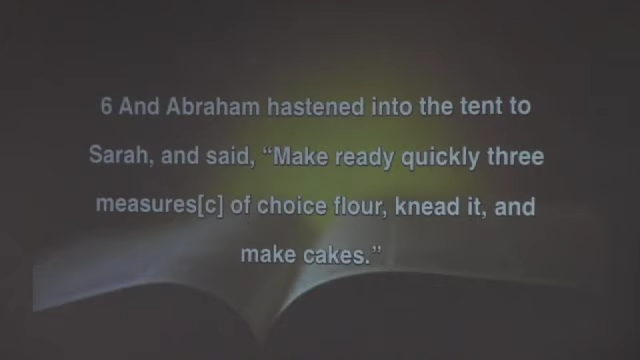 6 And Abraham hastened into the tent to
Sarah, and said, “Make ready quickly three
measures[c] of choice flour, knead it, and
make cakes.”